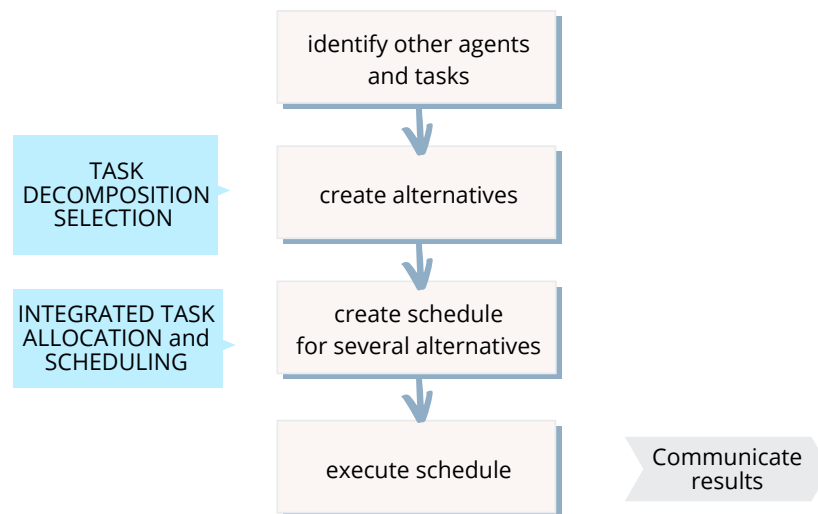 identify other agents
and tasks
TASK
DECOMPOSITION
SELECTION
create alternatives
INTEGRATED TASK
ALLOCATION and
SCHEDULING
create schedule
for several alternatives
execute schedule
Communicate
results